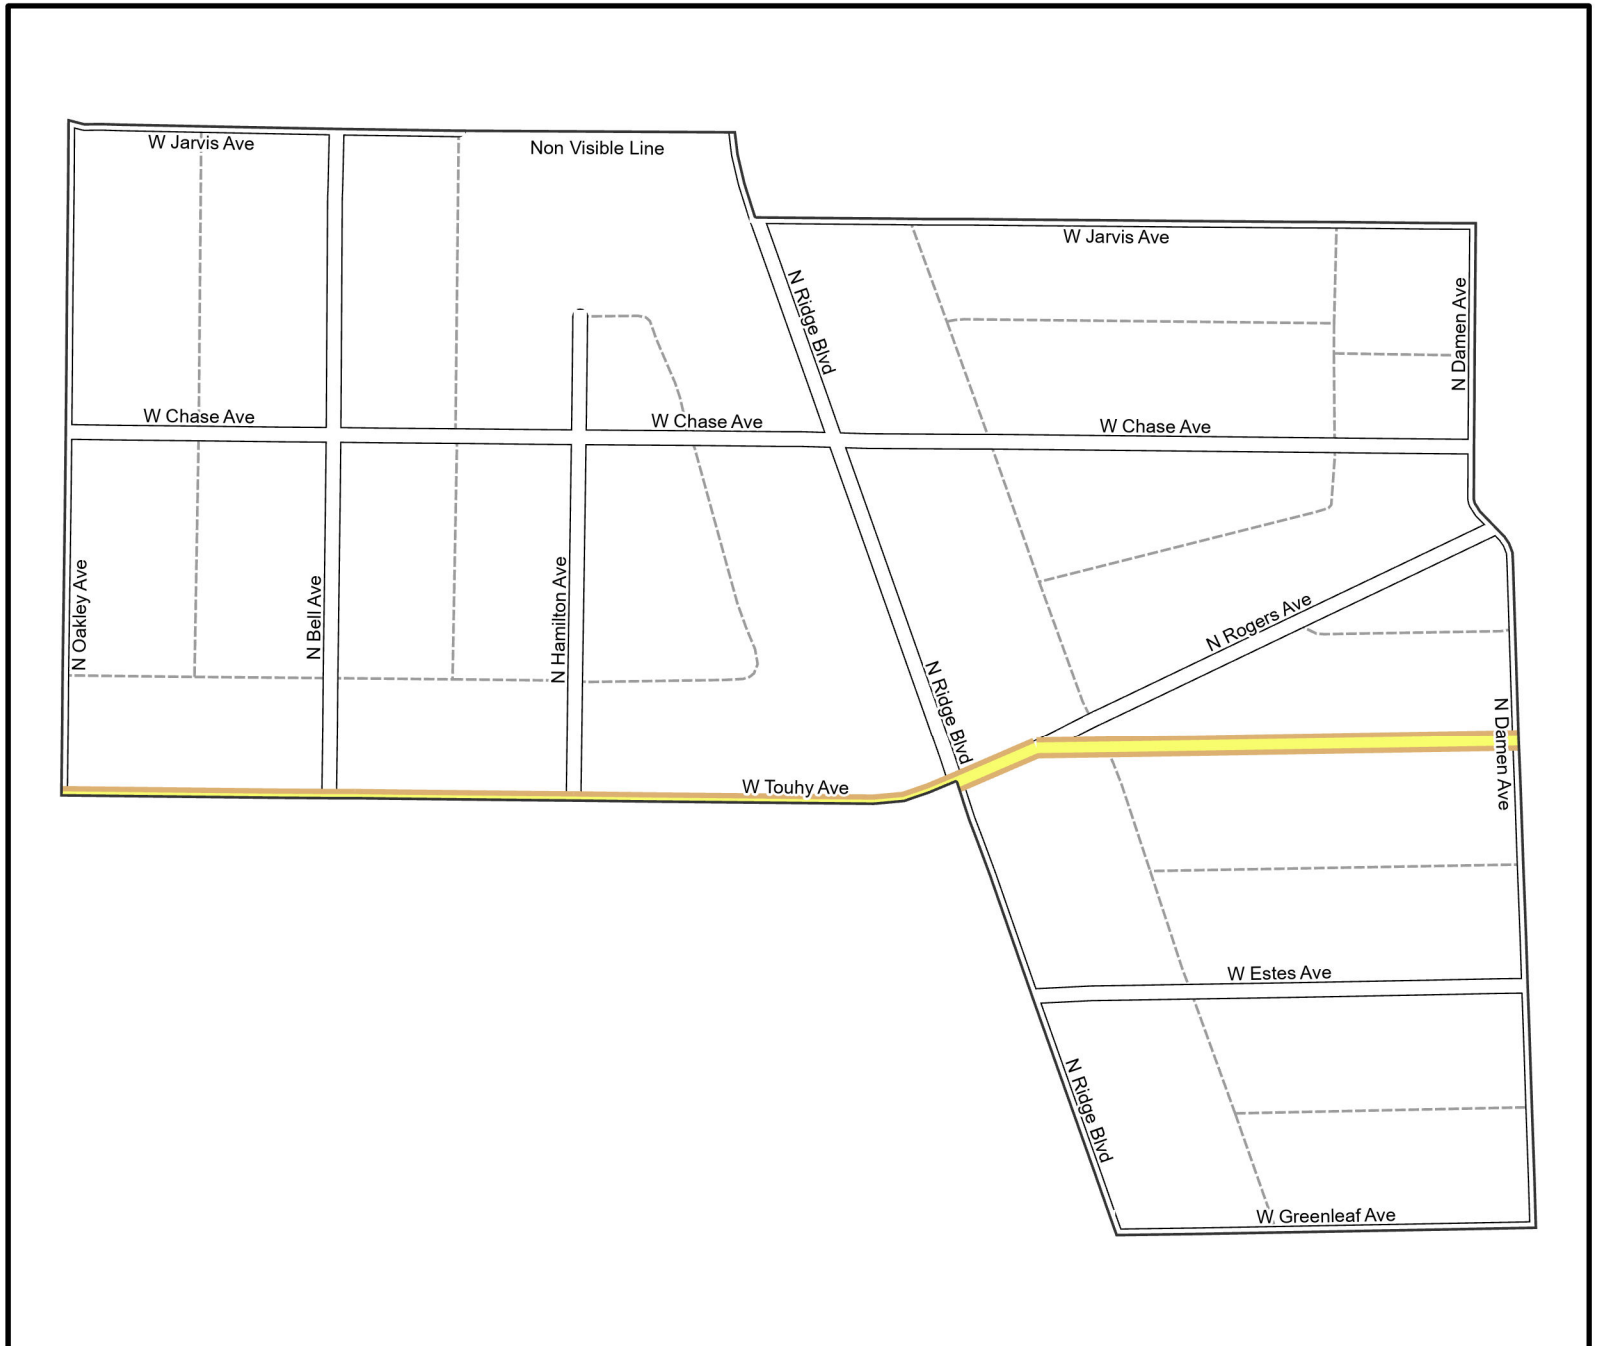 W Jarvis Ave
Non Visible Line
W Jarvis Ave
N Ridge Blvd
N Damen Ave
W Chase Ave
W Chase Ave
W Chase Ave
N Oakley Ave
N Bell Ave
N Hamilton Ave
N Rogers Ave
N Ridge Blvd
N Damen Ave
W Touhy Ave
W Estes Ave
N Ridge Blvd
W Greenleaf Ave